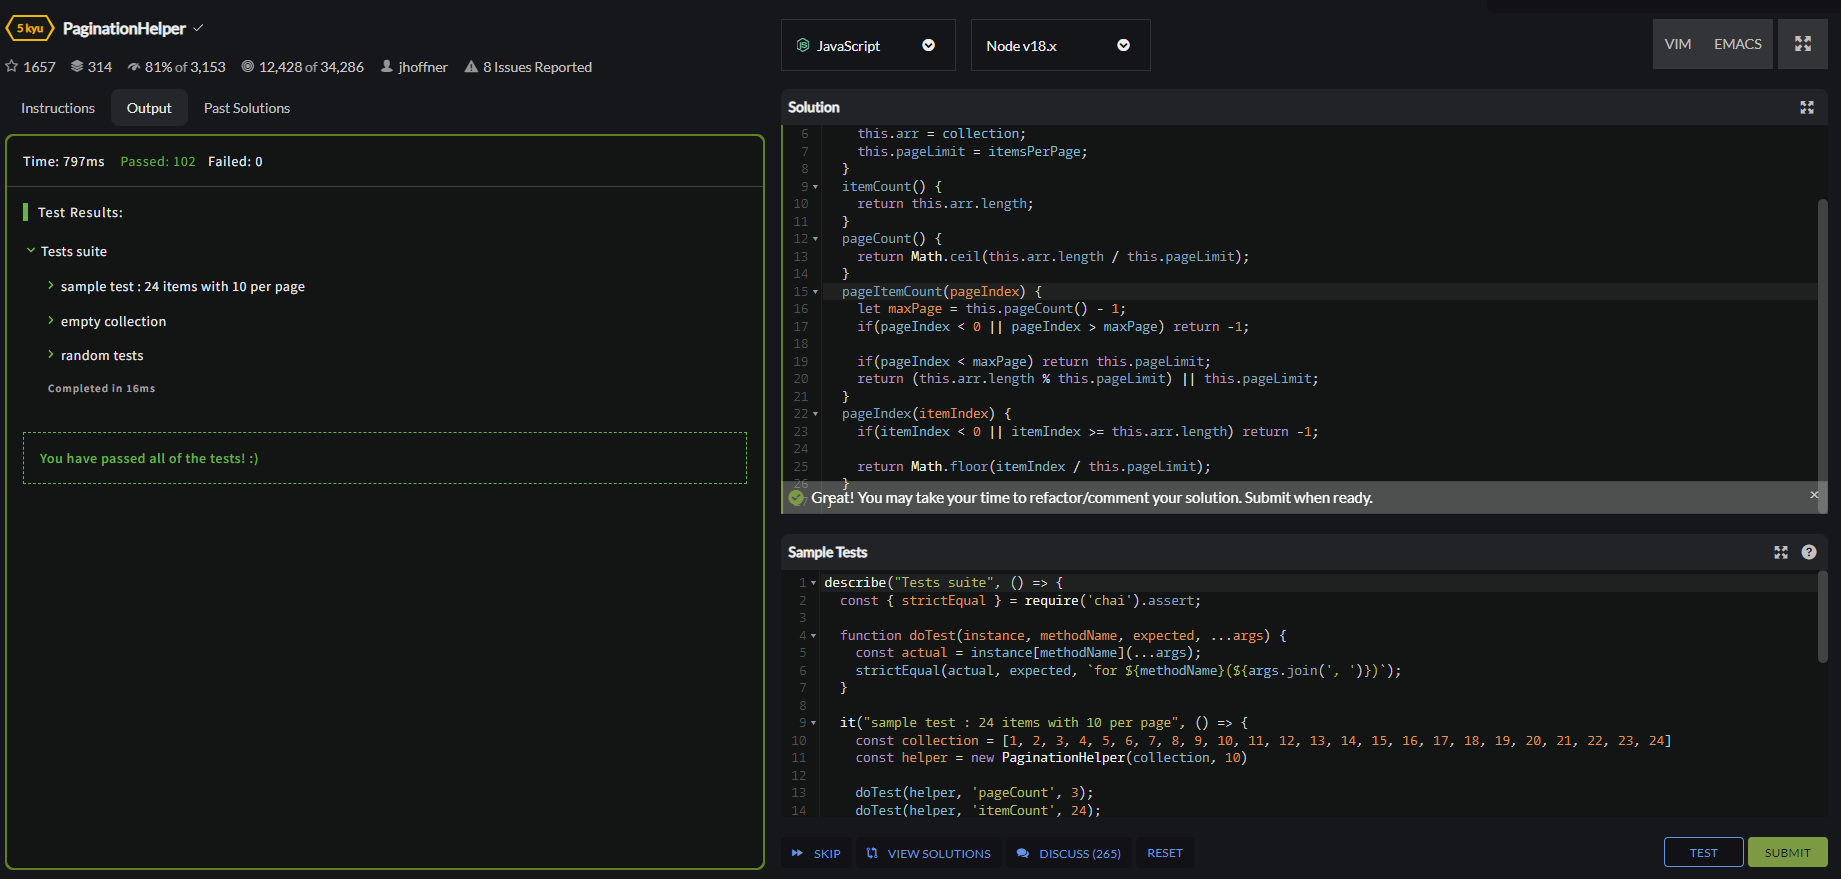 5 kyu PaginationHelper
1657 314 81% of 3,153 12,428 of 34,286 jhoffner 8 Issues Reported
Instructions Output Past Solutions
Time: 797ms Passed: 102 Failed: 0
Test Results:
Tests suite
sample test : 24 items with 10 per page
empty collection
random tests
Completed in 16ms
You have passed all of the tests! :)
JavaScript Node v18.x VIM EMACS
Solution
6 this.arr = collection;
7 this.pageLimit = itemsPerPage;
8 }
9 itemCount() {
10 return this.arr.length;
11 }
12 pageCount() {
13 return Math.ceil(this.arr.length / this.pageLimit);
14 }
15 pageItemCount(pageIndex) {
16 let maxPage = this.pageCount() - 1;
17 if(pageIndex < 0 || pageIndex > maxPage) return -1;
18
19 if(pageIndex < maxPage) return this.pageLimit;
20 return (this.arr.length % this.pageLimit) || this.pageLimit;
21 }
22 pageIndex(itemIndex) {
23 if(itemIndex < 0 || itemIndex >= this.arr.length) return -1;
24
25 return Math.floor(itemIndex / this.pageLimit);
26 }
27 }
Great! You may take your time to refactor/comment your solution. Submit when ready. ×
Sample Tests ?
1 describe("Tests suite", () => {
2 const { strictEqual } = require('chai').assert;
3
4 function doTest(instance, methodName, expected, ...args) {
5 const actual = instance[methodName](...args);
6 strictEqual(actual, expected, `for ${methodName}(${args.join(', ')})`);
7 }
8
9 it("sample test : 24 items with 10 per page", () => {
10 const collection = [1, 2, 3, 4, 5, 6, 7, 8, 9, 10, 11, 12, 13, 14, 15, 16, 17, 18, 19, 20, 21, 22, 23, 24]
11 const helper = new PaginationHelper(collection, 10)
12
13 doTest(helper, 'pageCount', 3);
14 doTest(helper, 'itemCount', 24);
SKIP VIEW SOLUTIONS DISCUSS (265) RESET TEST SUBMIT